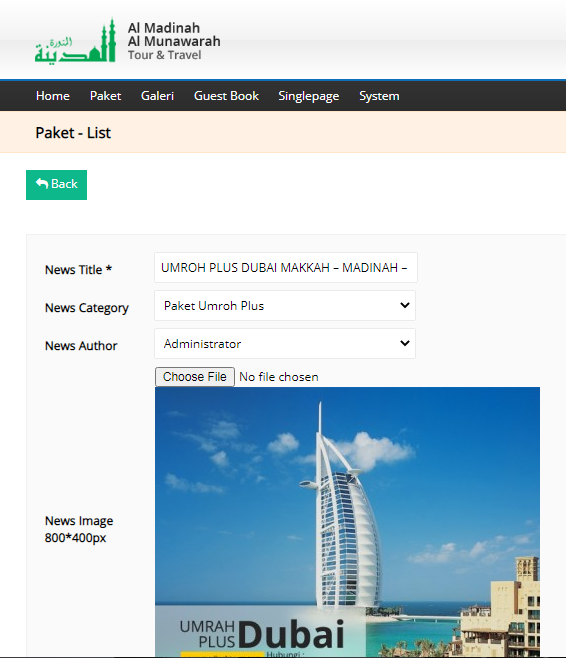 النورة
المدينة
Al Madinah
Al Munawarah
Tour & Travel
Home Paket Galeri Guest Book Singlepage System
Paket - List
Back
News Title * UMROH PLUS DUBAI MAKKAH – MADINAH –
News Category Paket Umroh Plus
News Author Administrator
Choose File No file chosen
News Image
800*400px
UMRAH
PLUS Dubai
Hubungi :